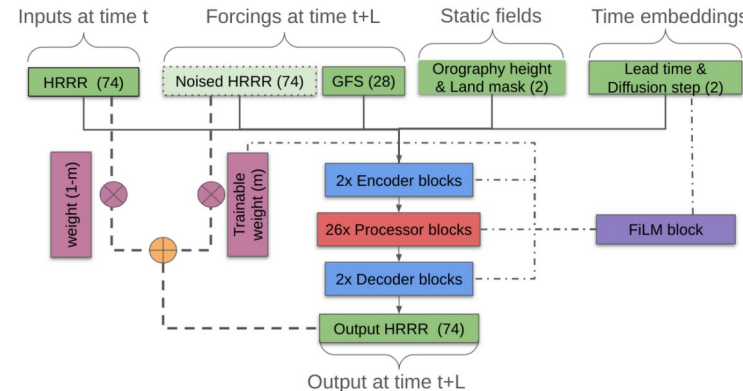 Inputs at time t
Forcings at time t+L
Static fields
Time embeddings
HRRR (74)
Noised HRRR (74)
GFS (28)
Orography height
& Land mask (2)
Lead time &
Diffusion step (2)
weight (1-m)
Trainable
weight (m)
2x Encoder blocks
26x Processor blocks
FiLM block
2x Decoder blocks
Output HRRR (74)
Output at time t+L